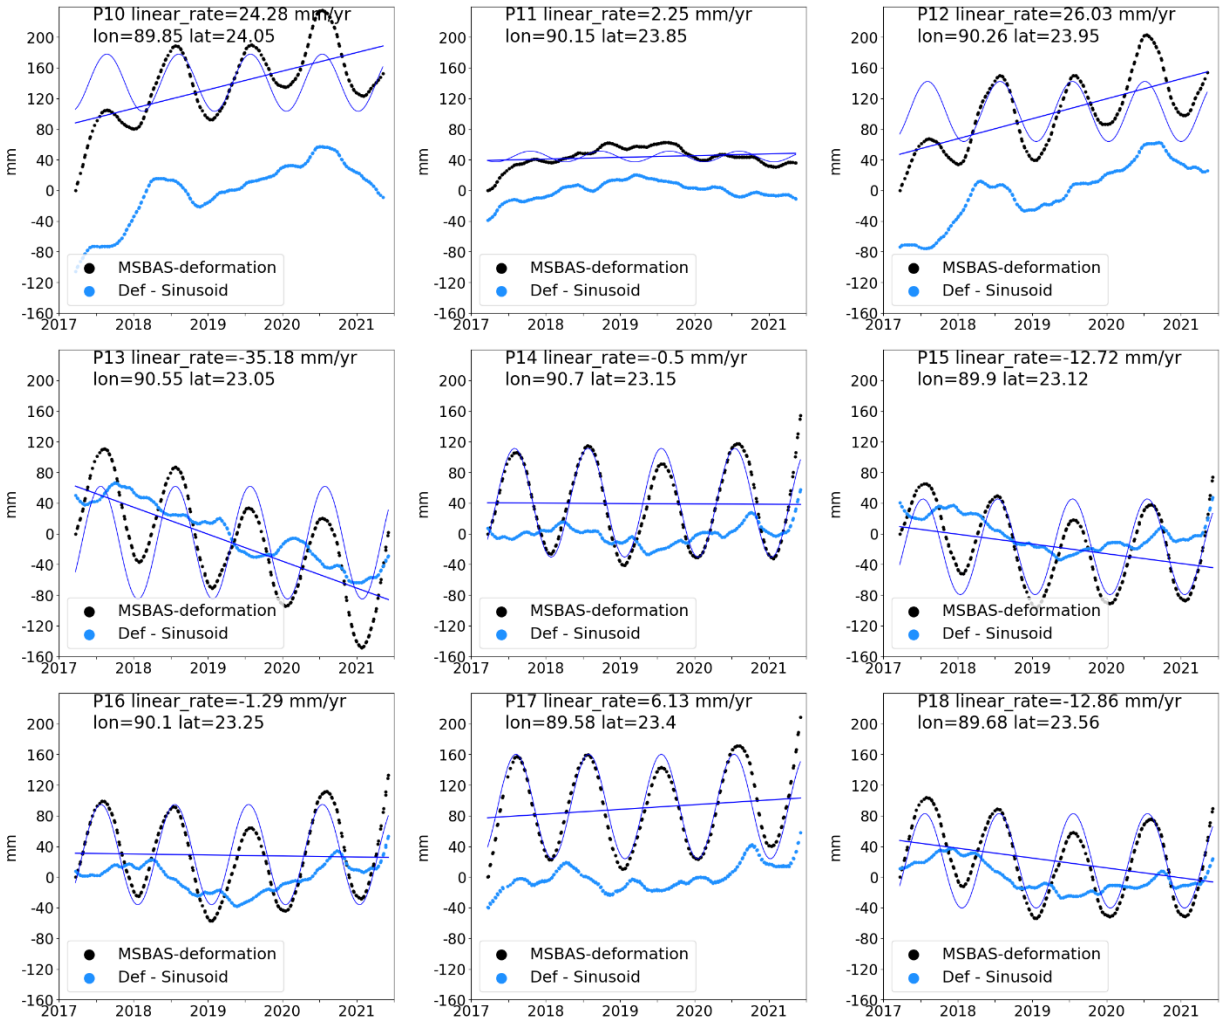 P10 linear_rate=24.28 mm/yr
lon=89.85 lat=24.05
mm
200
160
120
80
40
0
-40
-80
-120
-160
MSBAS-deformation
Def - Sinusoid
2017 2018 2019 2020 2021
P11 linear_rate=2.25 mm/yr
lon=90.15 lat=23.85
mm
200
160
120
80
40
0
-40
-80
-120
-160
MSBAS-deformation
Def - Sinusoid
2017 2018 2019 2020 2021
P12 linear_rate=26.03 mm/yr
lon=90.26 lat=23.95
mm
200
160
120
80
40
0
-40
-80
-120
-160
MSBAS-deformation
Def - Sinusoid
2017 2018 2019 2020 2021
P13 linear_rate=-35.18 mm/yr
lon=90.55 lat=23.05
mm
200
160
120
80
40
0
-40
-80
-120
-160
MSBAS-deformation
Def - Sinusoid
2017 2018 2019 2020 2021
P14 linear_rate=-0.5 mm/yr
lon=90.7 lat=23.15
mm
200
160
120
80
40
0
-40
-80
-120
-160
MSBAS-deformation
Def - Sinusoid
2017 2018 2019 2020 2021
P15 linear_rate=-12.72 mm/yr
lon=89.9 lat=23.12
mm
200
160
120
80
40
0
-40
-80
-120
-160
MSBAS-deformation
Def - Sinusoid
2017 2018 2019 2020 2021
P16 linear_rate=-1.29 mm/yr
lon=90.1 lat=23.25
mm
200
160
120
80
40
0
-40
-80
-120
-160
MSBAS-deformation
Def - Sinusoid
2017 2018 2019 2020 2021
P17 linear_rate=6.13 mm/yr
lon=89.58 lat=23.4
mm
200
160
120
80
40
0
-40
-80
-120
-160
MSBAS-deformation
Def - Sinusoid
2017 2018 2019 2020 2021
P18 linear_rate=-12.86 mm/yr
lon=89.68 lat=23.56
mm
200
160
120
80
40
0
-40
-80
-120
-160
MSBAS-deformation
Def - Sinusoid
2017 2018 2019 2020 2021